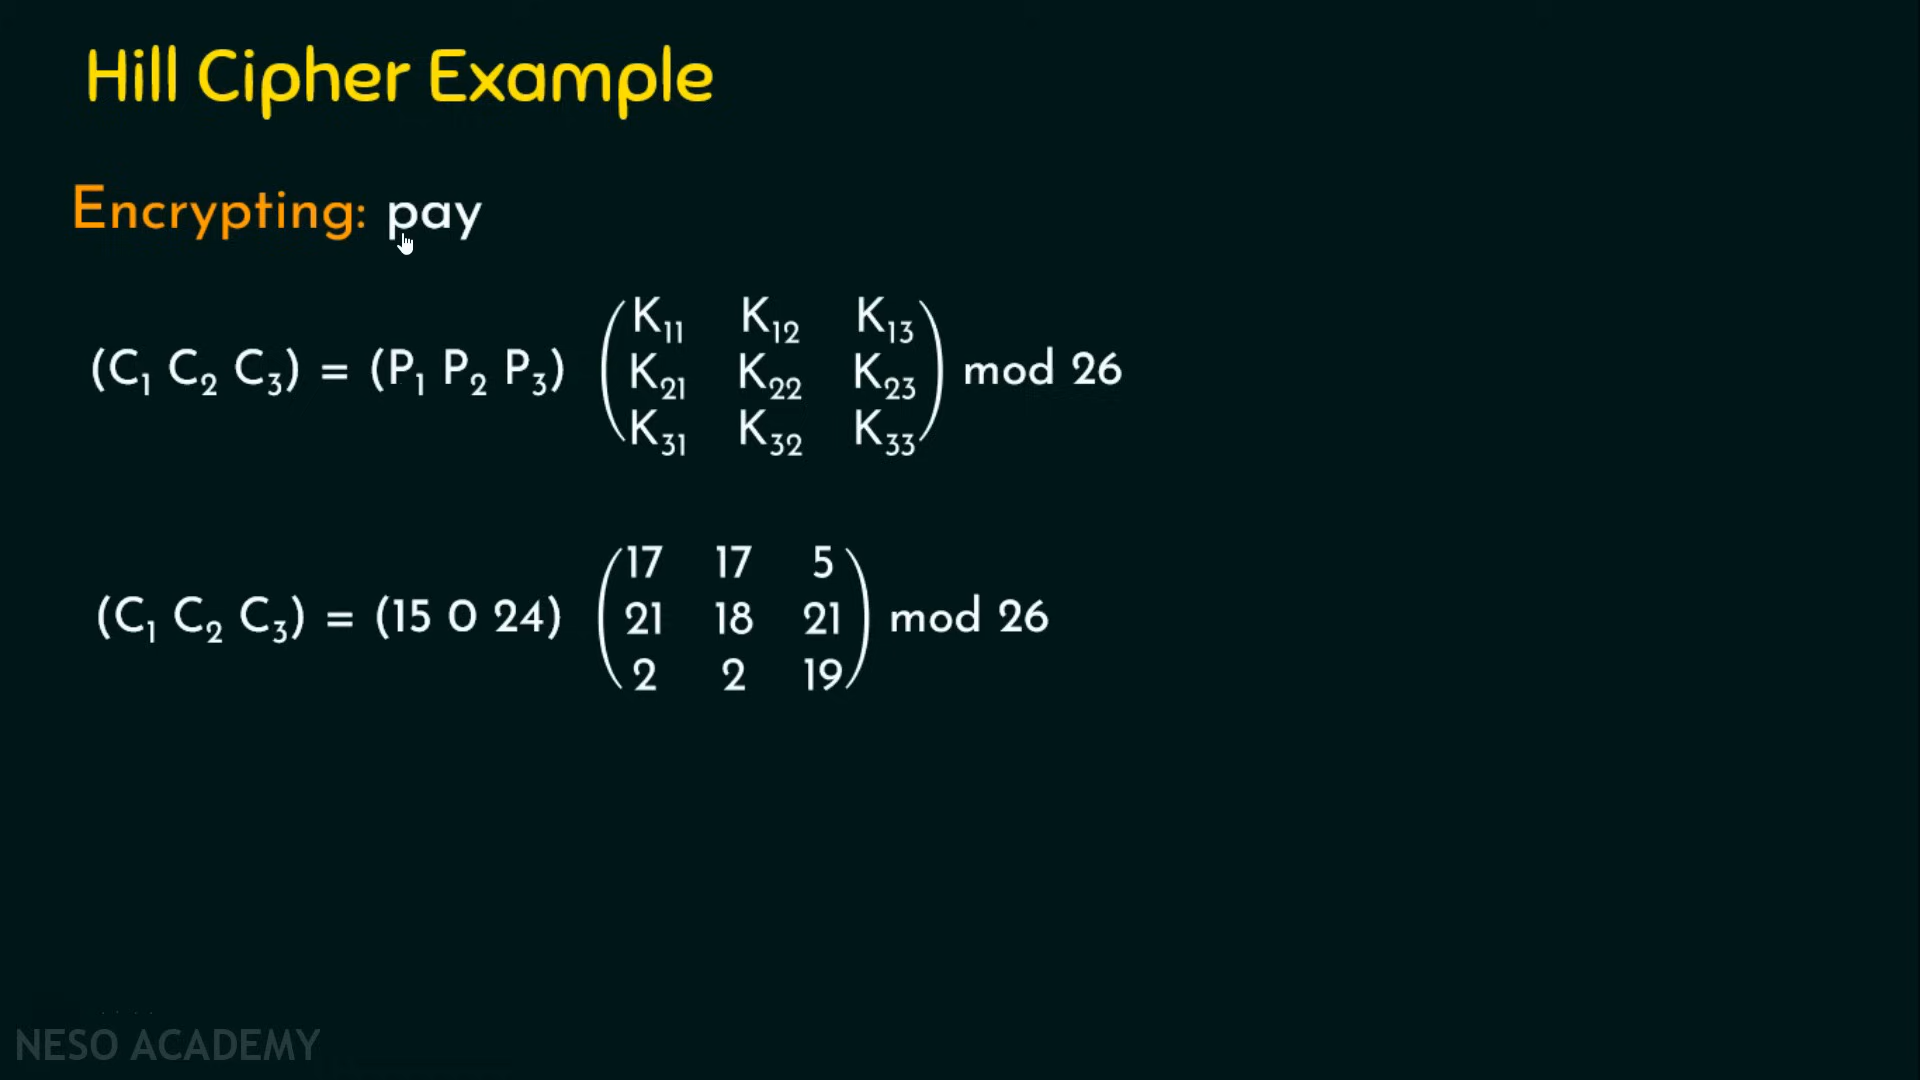 Hill Cipher Example
Encrypting: pay
(C₁ C₂ C₃) = (P₁ P₂ P₃) (K₁₁ K₁₂ K₁₃
K₂₁ K₂₂ K₂₃
K₃₁ K₃₂ K₃₃) mod 26
(C₁ C₂ C₃) = (15 0 24) (17 17 5
21 18 21
2 2 19) mod 26
NESO ACADEMY